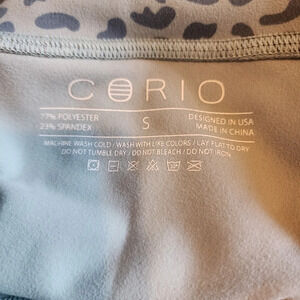 CORIO
77% POLYESTER
23% SPANDEX
S
DESIGNED IN USA
MADE IN CHINA
MACHINE WASH COLD / WASH WITH LIKE COLORS / LAY FLAT TO DRY
DO NOT TUMBLE DRY / DO NOT BLEACH / DO NOT IRON